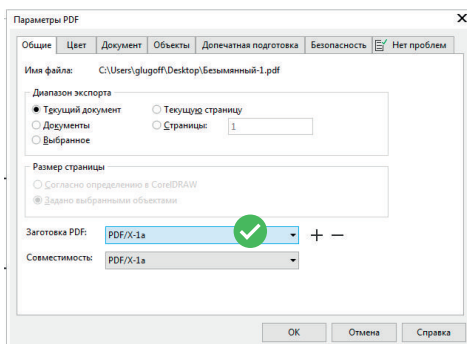 Параметры PDF
Общие Цвет Документ Объекты Допечатная подготовка Безопасность Нет проблем
Имя файла: C:\Users\glugoff\Desktop\Безымянный-1.pdf
Диапазон экспорта
Текущий документ Текущую страницу
Документы Страницы: 1
Выбранное
Размер страницы
Согласно определению в CorelDRAW
Задано выбранными объектами
Заготовка PDF: PDF/X-1a
Совместимость: PDF/X-1a
OK Отмена Справка